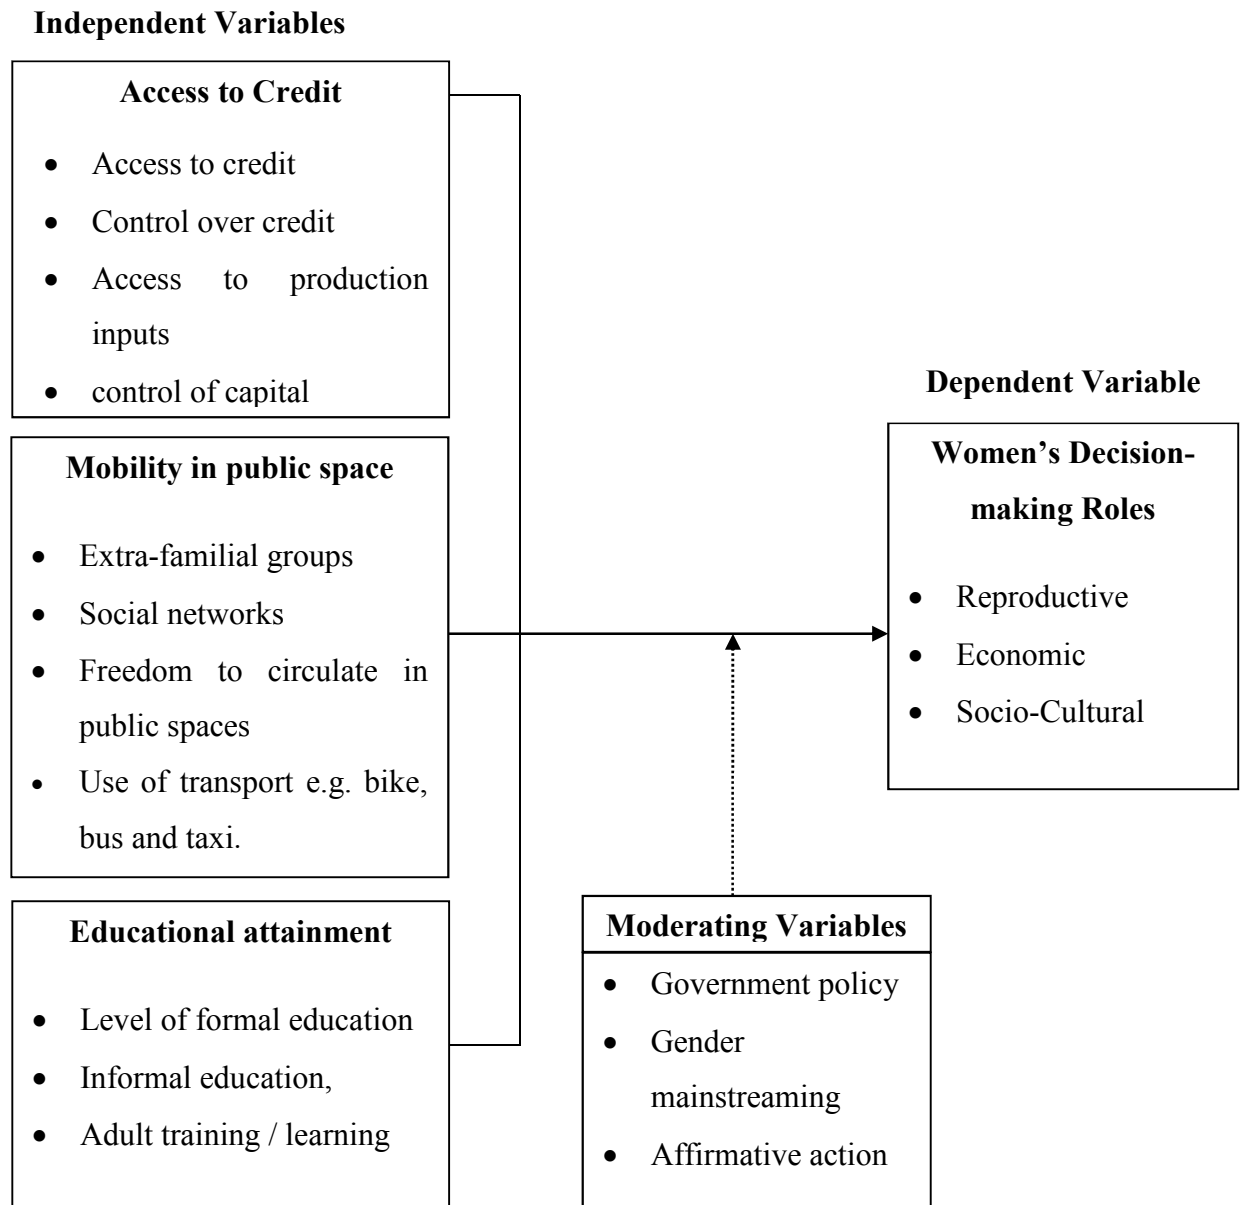 Independent Variables
Access to Credit
• Access to credit
• Control over credit
• Access to production
inputs
• control of capital
Mobility in public space
• Extra-familial groups
• Social networks
• Freedom to circulate in
public spaces
• Use of transport e.g. bike,
bus and taxi.
Educational attainment
• Level of formal education
• Informal education,
• Adult training / learning
Dependent Variable
Women’s Decision-
making Roles
• Reproductive
• Economic
• Socio-Cultural
Moderating Variables
• Government policy
• Gender
mainstreaming
• Affirmative action